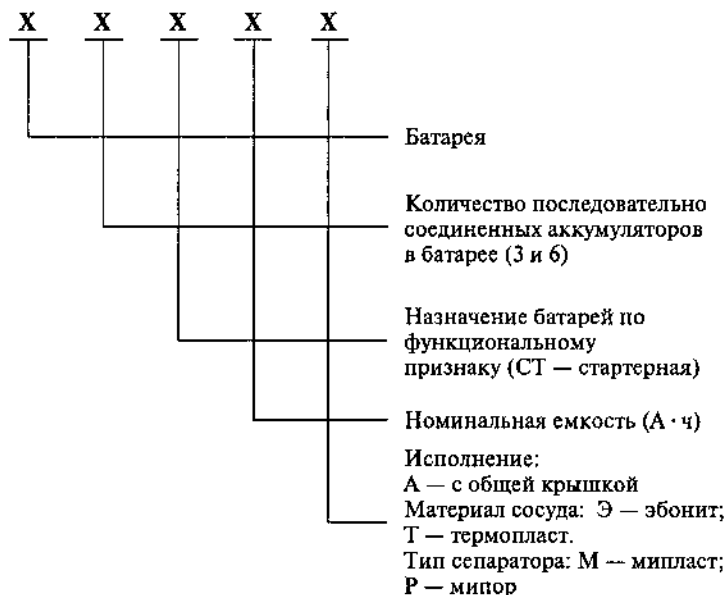 X X X X X
Батарея
Количество последовательно
соединенных аккумуляторов
в батарее (3 и 6)
Назначение батарей по
функциональному
признаку (СТ — стартерная)
Номинальная емкость (А · ч)
Исполнение:
А — с общей крышкой
Материал сосуда: Э — эбонит;
Т — термопласт.
Тип сепаратора: М — мипласт;
Р — мипор